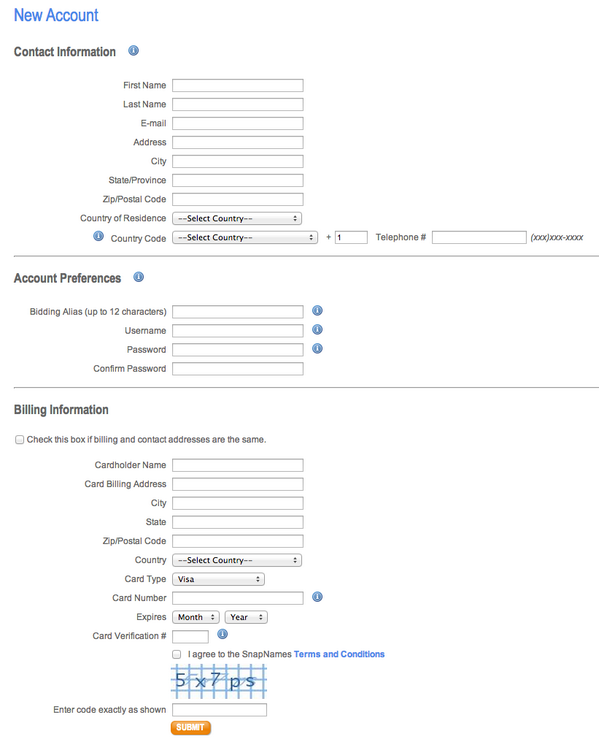 New Account
Contact Information
First Name
Last Name
E-mail
Address
City
State/Province
Zip/Postal Code
Country of Residence --Select Country--
Country Code --Select Country-- + 1 Telephone # (xxx)xxx-xxxx
Account Preferences
Bidding Alias (up to 12 characters)
Username
Password
Confirm Password
Billing Information
Check this box if billing and contact addresses are the same.
Cardholder Name
Card Billing Address
City
State
Zip/Postal Code
Country --Select Country--
Card Type Visa
Card Number
Expires Month Year
Card Verification #
I agree to the SnapNames Terms and Conditions
5x7ps
Enter code exactly as shown
SUBMIT